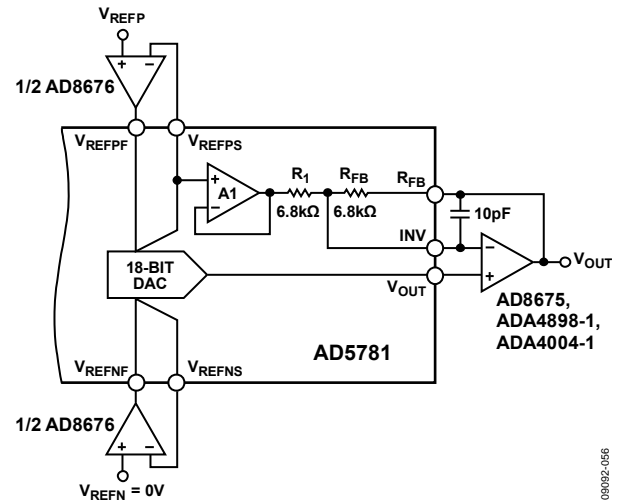 VREFP
+ −
1/2 AD8676
VREFPF
VREFPS
+
A1
−
R1
6.8kΩ
RFB
6.8kΩ
RFB
10pF
INV
−
+
VOUT
18-BIT
DAC
VOUT
AD8675,
ADA4898-1,
ADA4004-1
AD5781
VREFNF
VREFNS
1/2 AD8676
+ −
VREFN = 0V
09092-056